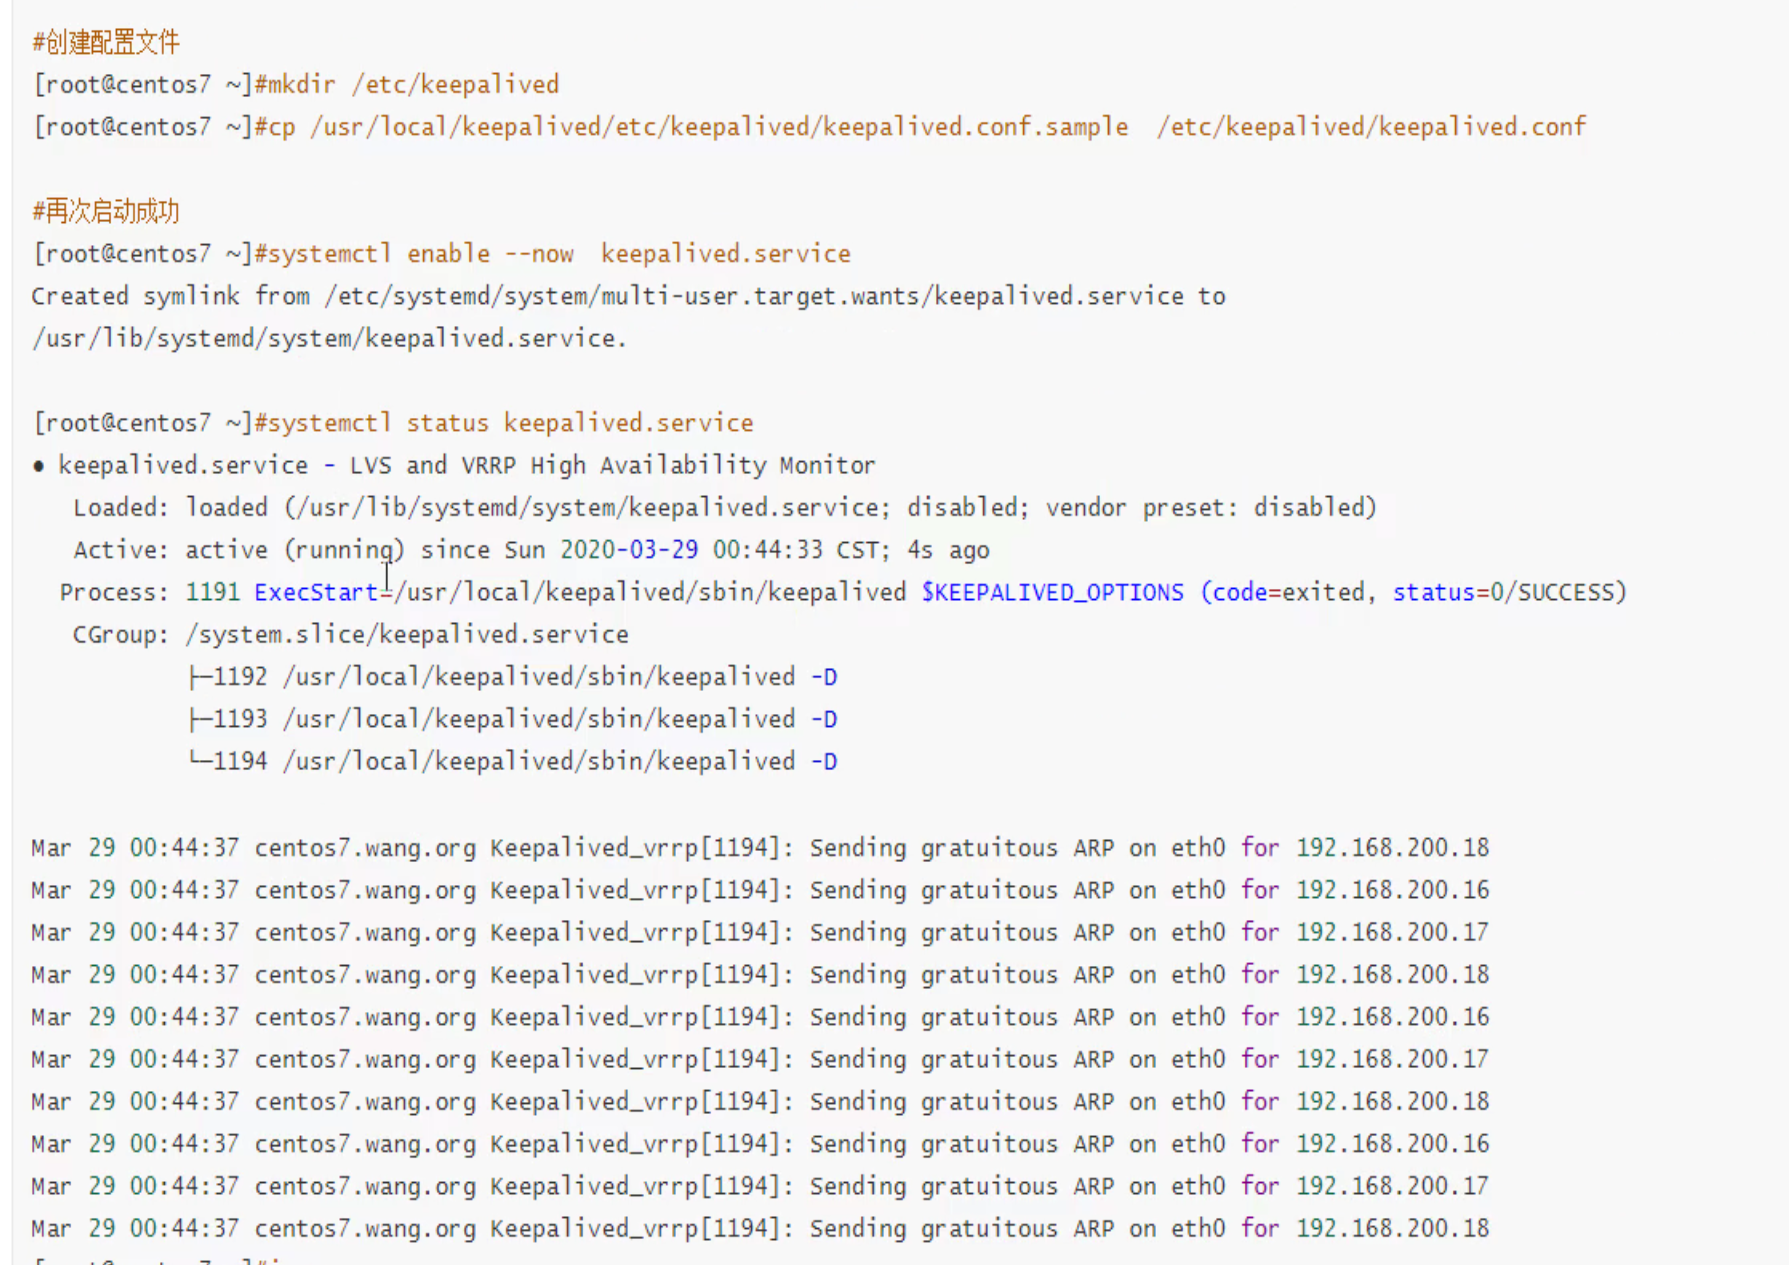 #创建配置文件
[root@centos7 ~]#mkdir /etc/keepalived
[root@centos7 ~]#cp /usr/local/keepalived/etc/keepalived/keepalived.conf.sample  /etc/keepalived/keepalived.conf
#再次启动成功
[root@centos7 ~]#systemctl enable --now  keepalived.service
Created symlink from /etc/systemd/system/multi-user.target.wants/keepalived.service to
/usr/lib/systemd/system/keepalived.service.
[root@centos7 ~]#systemctl status keepalived.service
● keepalived.service - LVS and VRRP High Availability Monitor
Loaded: loaded (/usr/lib/systemd/system/keepalived.service; disabled; vendor preset: disabled)
Active: active (running) since Sun 2020-03-29 00:44:33 CST; 4s ago
Process: 1191 ExecStart=/usr/local/keepalived/sbin/keepalived $KEEPALIVED_OPTIONS (code=exited, status=0/SUCCESS)
CGroup: /system.slice/keepalived.service
├─1192 /usr/local/keepalived/sbin/keepalived -D
├─1193 /usr/local/keepalived/sbin/keepalived -D
└─1194 /usr/local/keepalived/sbin/keepalived -D
Mar 29 00:44:37 centos7.wang.org Keepalived_vrrp[1194]: Sending gratuitous ARP on eth0 for 192.168.200.18
Mar 29 00:44:37 centos7.wang.org Keepalived_vrrp[1194]: Sending gratuitous ARP on eth0 for 192.168.200.16
Mar 29 00:44:37 centos7.wang.org Keepalived_vrrp[1194]: Sending gratuitous ARP on eth0 for 192.168.200.17
Mar 29 00:44:37 centos7.wang.org Keepalived_vrrp[1194]: Sending gratuitous ARP on eth0 for 192.168.200.18
Mar 29 00:44:37 centos7.wang.org Keepalived_vrrp[1194]: Sending gratuitous ARP on eth0 for 192.168.200.16
Mar 29 00:44:37 centos7.wang.org Keepalived_vrrp[1194]: Sending gratuitous ARP on eth0 for 192.168.200.17
Mar 29 00:44:37 centos7.wang.org Keepalived_vrrp[1194]: Sending gratuitous ARP on eth0 for 192.168.200.18
Mar 29 00:44:37 centos7.wang.org Keepalived_vrrp[1194]: Sending gratuitous ARP on eth0 for 192.168.200.16
Mar 29 00:44:37 centos7.wang.org Keepalived_vrrp[1194]: Sending gratuitous ARP on eth0 for 192.168.200.17
Mar 29 00:44:37 centos7.wang.org Keepalived_vrrp[1194]: Sending gratuitous ARP on eth0 for 192.168.200.18